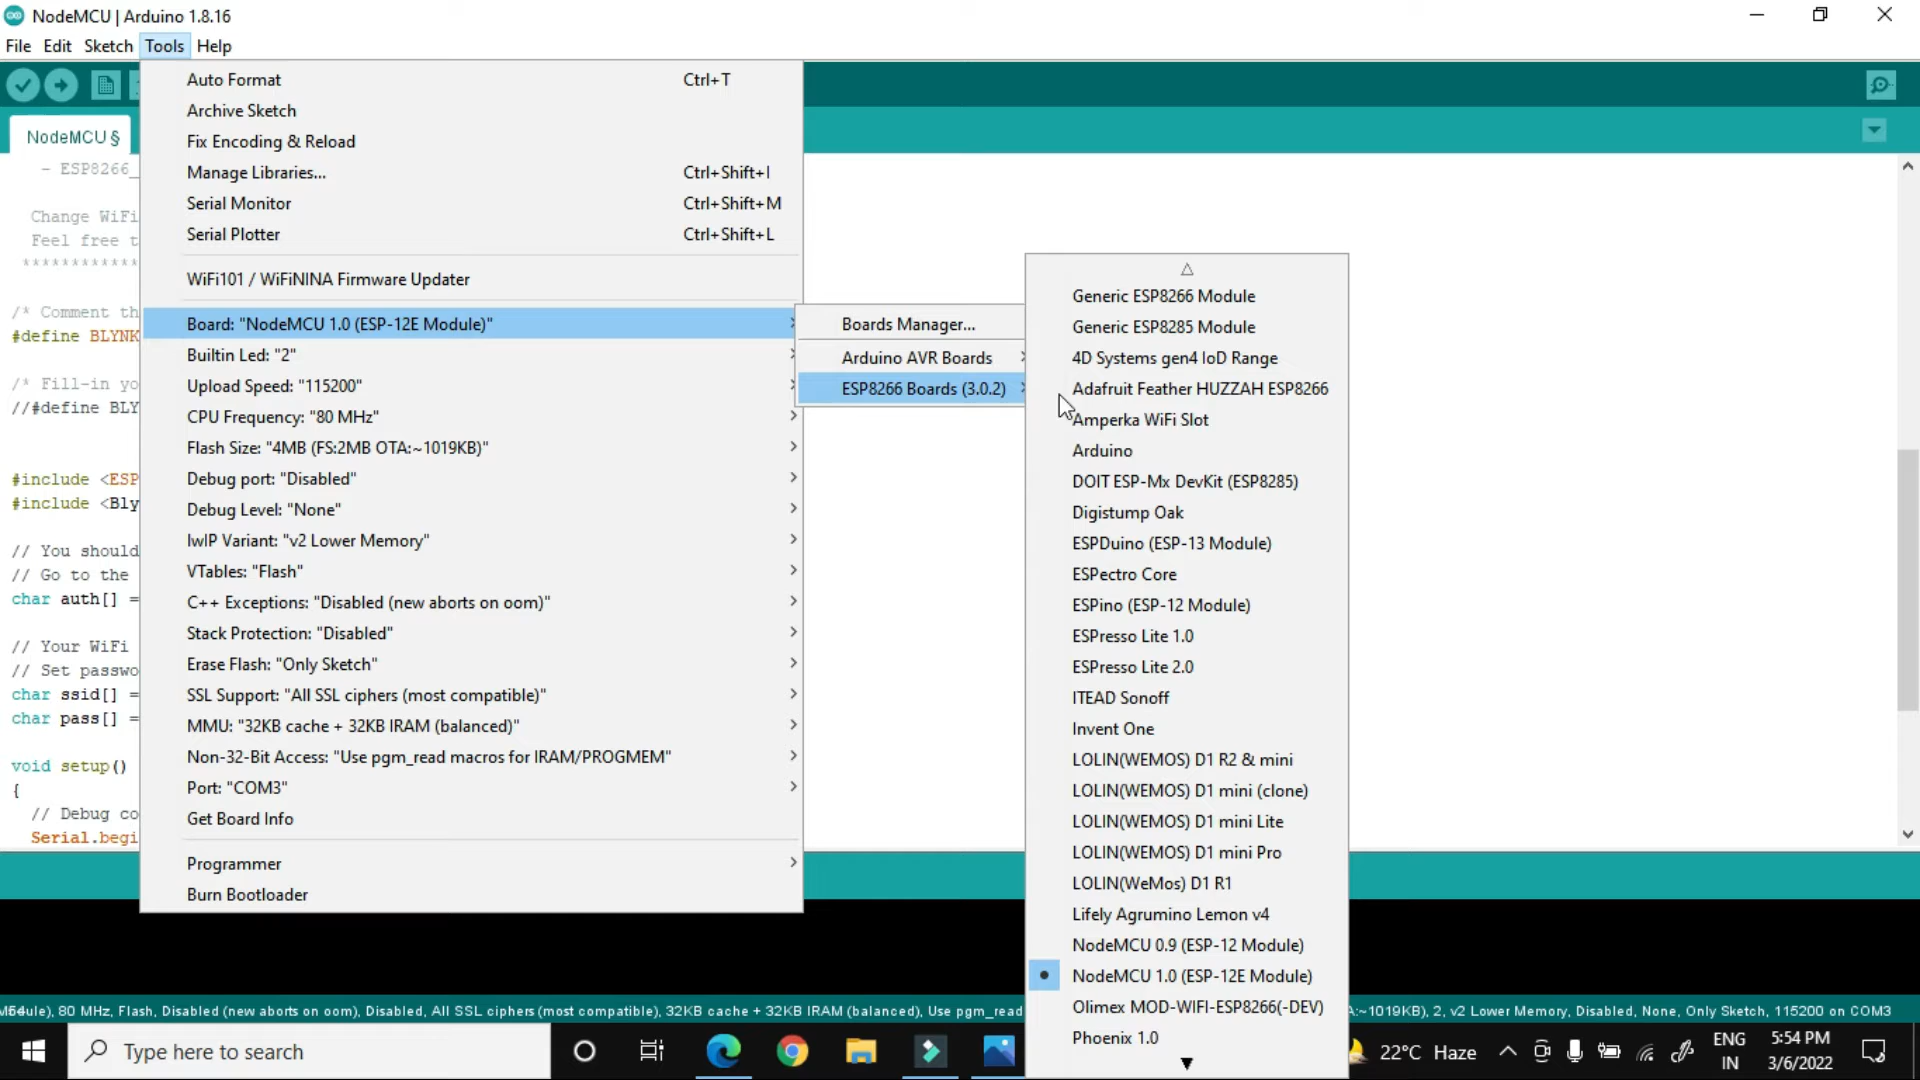 NodeMCU | Arduino 1.8.16
File Edit Sketch Tools Help
NodeMCU §
- ESP8266_
Change WiFi
Feel free t
************
/* Comment th
#define BLYNK
/* Fill-in yo
//#define BLY
#include <ESP
#include <Bly
// You should
// Go to the
char auth[] =
// Your WiFi
// Set passwo
char ssid[] =
char pass[] =
void setup()
{
// Debug co
Serial.begi
Auto Format Ctrl+T
Archive Sketch
Fix Encoding & Reload
Manage Libraries... Ctrl+Shift+I
Serial Monitor Ctrl+Shift+M
Serial Plotter Ctrl+Shift+L
WiFi101 / WiFiNINA Firmware Updater
Board: "NodeMCU 1.0 (ESP-12E Module)"
Builtin Led: "2"
Upload Speed: "115200"
CPU Frequency: "80 MHz"
Flash Size: "4MB (FS:2MB OTA:~1019KB)"
Debug port: "Disabled"
Debug Level: "None"
lwIP Variant: "v2 Lower Memory"
VTables: "Flash"
C++ Exceptions: "Disabled (new aborts on oom)"
Stack Protection: "Disabled"
Erase Flash: "Only Sketch"
SSL Support: "All SSL ciphers (most compatible)"
MMU: "32KB cache + 32KB IRAM (balanced)"
Non-32-Bit Access: "Use pgm_read macros for IRAM/PROGMEM"
Port: "COM3"
Get Board Info
Programmer
Burn Bootloader
Boards Manager...
Arduino AVR Boards
ESP8266 Boards (3.0.2)
Generic ESP8266 Module
Generic ESP8285 Module
4D Systems gen4 IoD Range
Adafruit Feather HUZZAH ESP8266
Amperka WiFi Slot
Arduino
DOIT ESP-Mx DevKit (ESP8285)
Digistump Oak
ESPDuino (ESP-13 Module)
ESPectro Core
ESPino (ESP-12 Module)
ESPresso Lite 1.0
ESPresso Lite 2.0
ITEAD Sonoff
Invent One
LOLIN(WEMOS) D1 R2 & mini
LOLIN(WEMOS) D1 mini (clone)
LOLIN(WEMOS) D1 mini Lite
LOLIN(WEMOS) D1 mini Pro
LOLIN(WeMos) D1 R1
Lifely Agrumino Lemon v4
NodeMCU 0.9 (ESP-12 Module)
NodeMCU 1.0 (ESP-12E Module)
Olimex MOD-WIFI-ESP8266(-DEV)
Phoenix 1.0
80 MHz, Flash, Disabled (new aborts on oom), Disabled, All SSL ciphers (most compatible), 32KB cache + 32KB IRAM (balanced), Use pgm_read :~1019KB), 2, v2 Lower Memory, Disabled, None, Only Sketch, 115200 on COM3
Type here to search
22°C Haze
ENG
IN
5:54 PM
3/6/2022